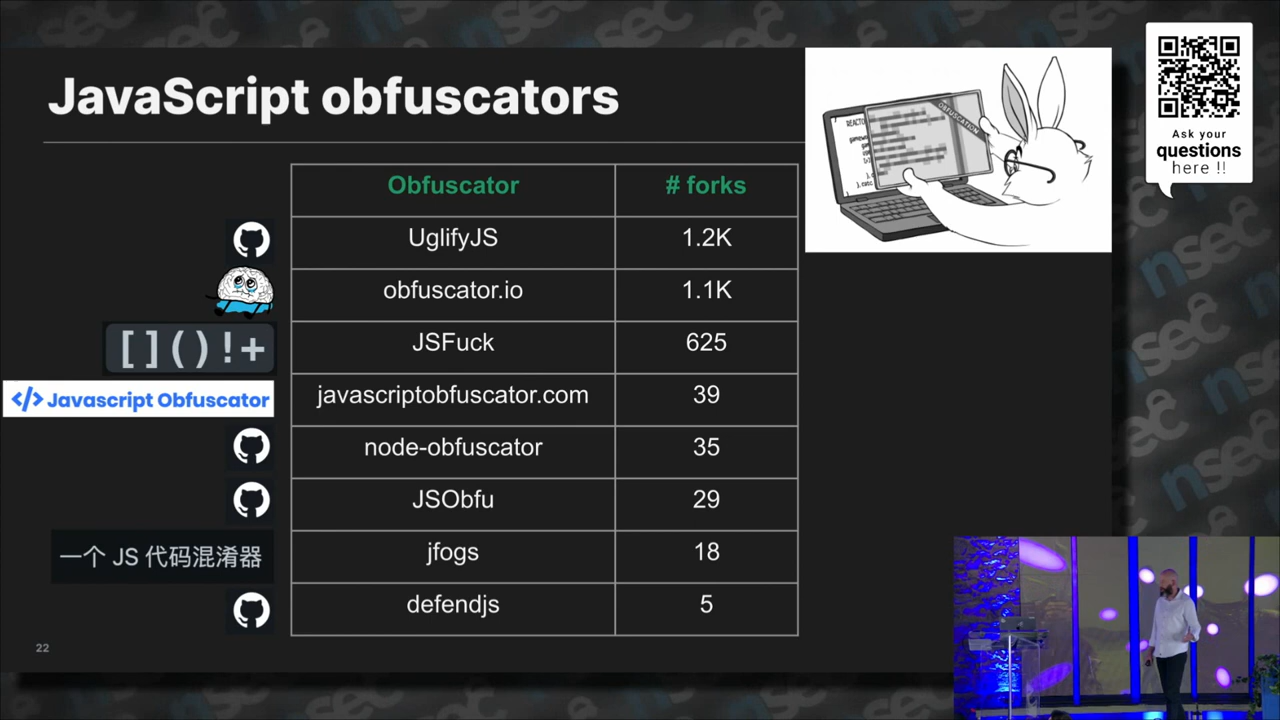 JavaScript obfuscators
Obfuscator # forks
UglifyJS 1.2K
obfuscator.io 1.1K
[]()!+ JSFuck 625
</> Javascript Obfuscator javascriptobfuscator.com 39
node-obfuscator 35
JSObfu 29
一个 JS 代码混淆器 jfogs 18
defendjs 5
22
OBFUSCATION
Ask your
questions
here !!
nsec